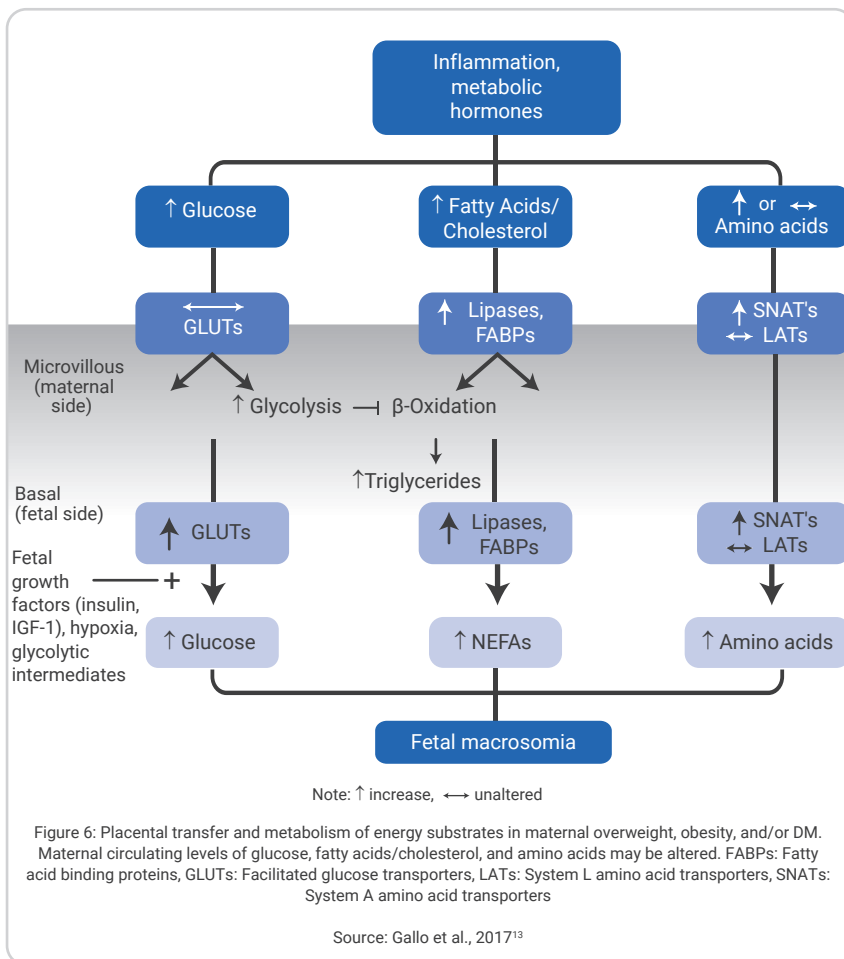 Inflammation,
metabolic
hormones
↑ Glucose
↑ Fatty Acids/
Cholesterol
↑ or ↔
Amino acids
↔
GLUTs
↑ Lipases,
FABPs
↑ SNAT's
↔ LATs
Microvillous
(maternal
side)
↑ Glycolysis
β-Oxidation
↑Triglycerides
Basal
(fetal side)
↑ GLUTs
↑ Lipases,
FABPs
↑ SNAT's
↔ LATs
Fetal
growth
factors (insulin,
IGF-1), hypoxia,
glycolytic
intermediates
+
↑ Glucose
↑ NEFAs
↑ Amino acids
Fetal macrosomia
Note: ↑ increase, ↔ unaltered
Figure 6: Placental transfer and metabolism of energy substrates in maternal overweight, obesity, and/or DM.
Maternal circulating levels of glucose, fatty acids/cholesterol, and amino acids may be altered. FABPs: Fatty
acid binding proteins, GLUTs: Facilitated glucose transporters, LATs: System L amino acid transporters, SNATs:
System A amino acid transporters
Source: Gallo et al., 2017¹³